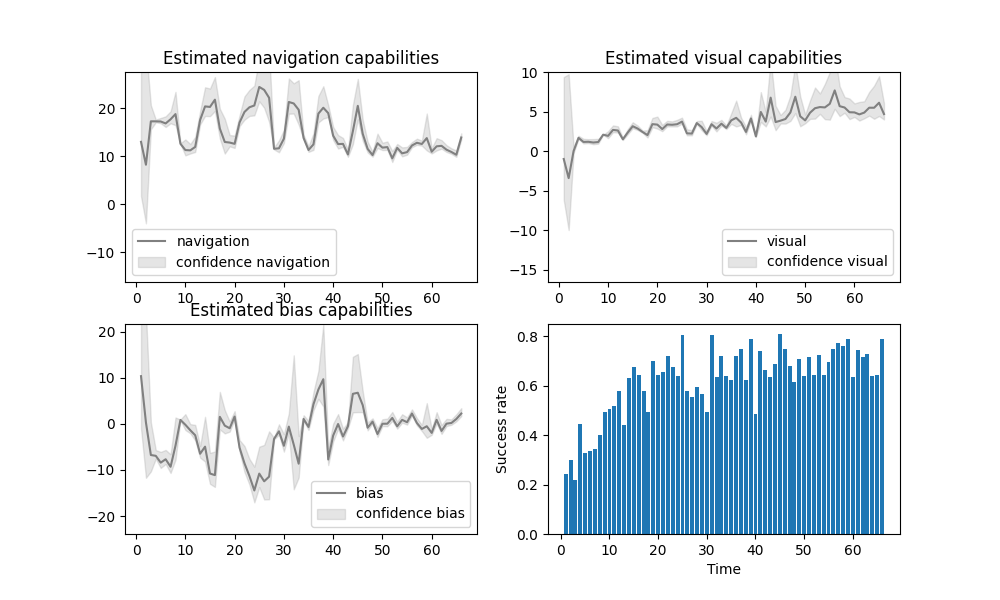 Estimated navigation capabilities
20
10
0
−10
navigation
confidence navigation
0 10 20 30 40 50 60
Estimated visual capabilities
10
5
0
−5
−10
−15
visual
confidence visual
0 10 20 30 40 50 60
Estimated bias capabilities
20
10
0
−10
−20
bias
confidence bias
0 10 20 30 40 50 60
0.8
0.6
0.4
0.2
0.0
Success rate
0 10 20 30 40 50 60
Time